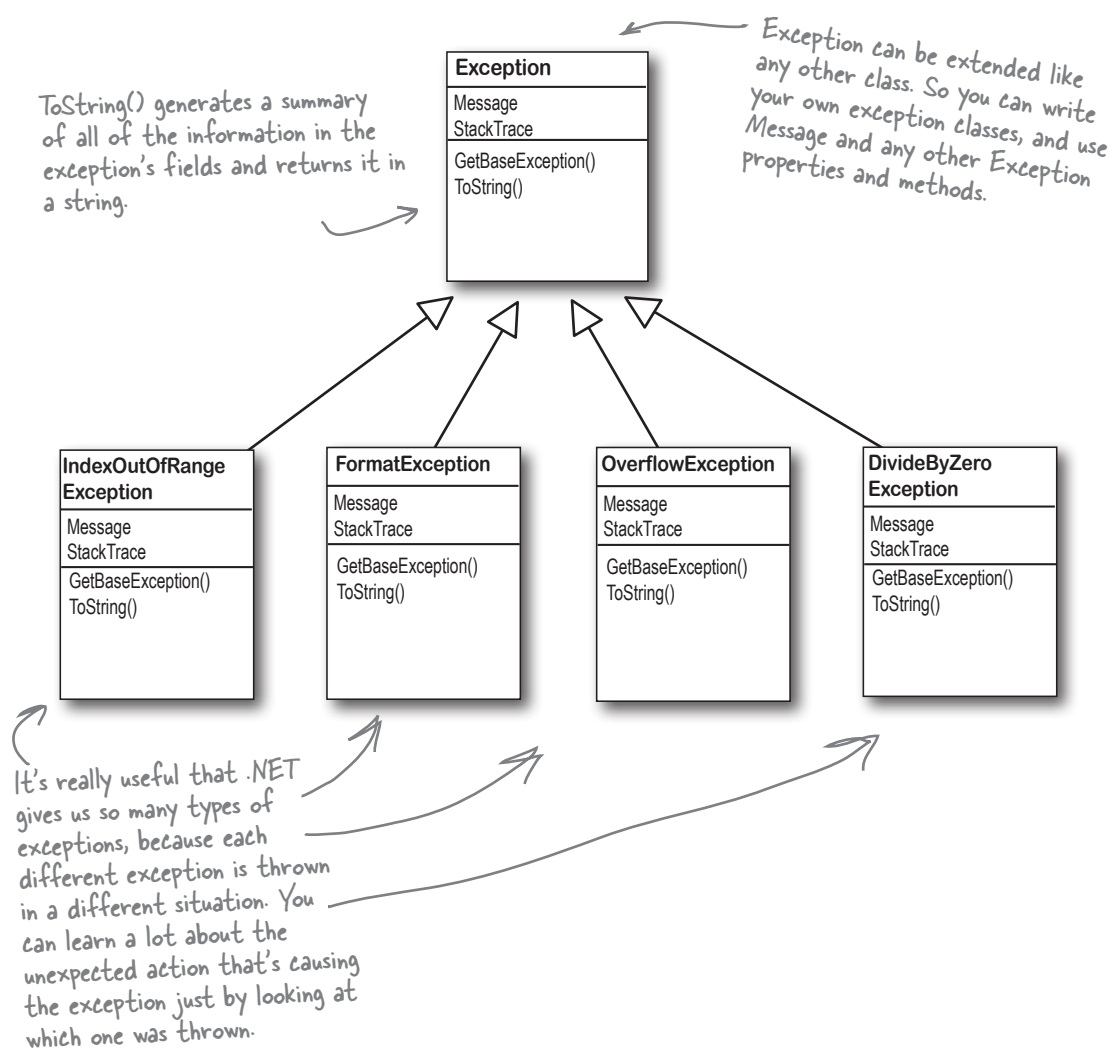 Exception can be extended like
any other class. So you can write
your own exception classes, and use
Message and any other Exception
properties and methods.
ToString() generates a summary
of all of the information in the
exception's fields and returns it in
a string.
Exception
Message
StackTrace
GetBaseException()
ToString()
IndexOutOfRange
Exception
Message
StackTrace
GetBaseException()
ToString()
FormatException
Message
StackTrace
GetBaseException()
ToString()
OverflowException
Message
StackTrace
GetBaseException()
ToString()
DivideByZero
Exception
Message
StackTrace
GetBaseException()
ToString()
It's really useful that .NET
gives us so many types of
exceptions, because each
different exception is thrown
in a different situation. You
can learn a lot about the
unexpected action that's causing
the exception just by looking at
which one was thrown.